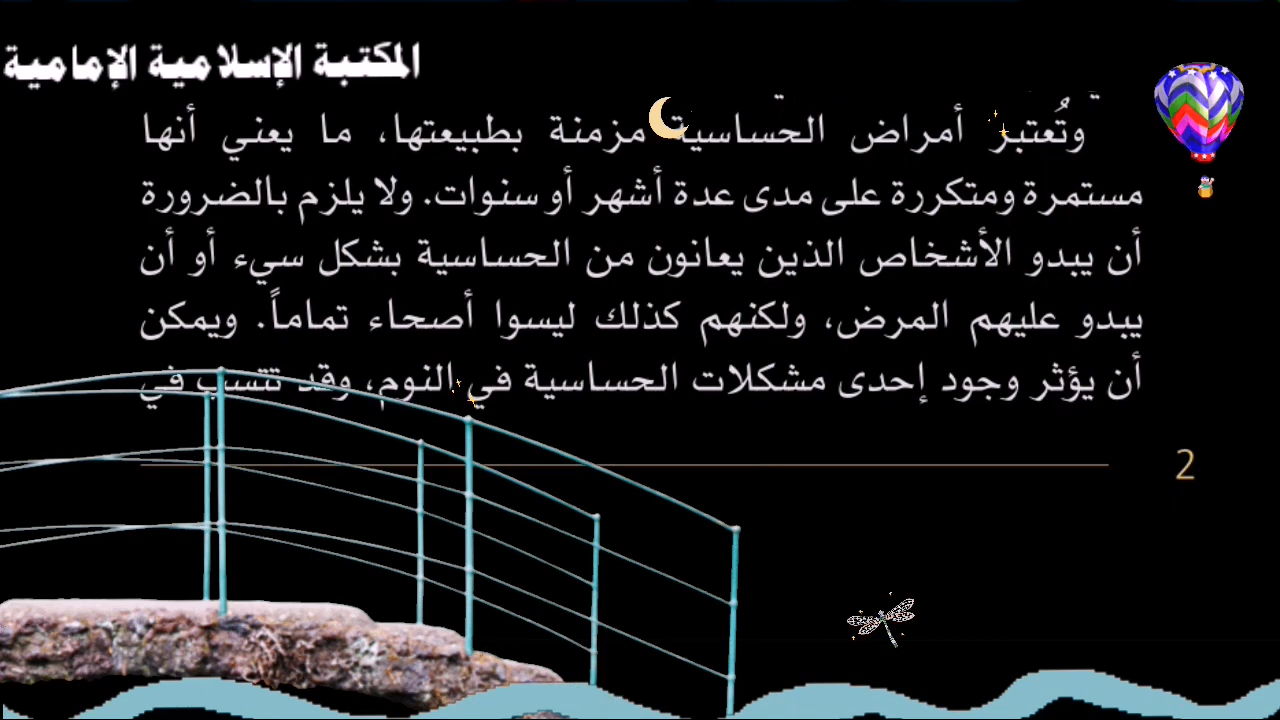 المكتبة الإسلامية الإمامية
وتُعتبر أمراض الحساسية مزمنة بطبيعتها، ما يعني أنها
مستمرة ومتكررة على مدى عدة أشهر أو سنوات. ولا يلزم بالضرورة
أن يبدو الأشخاص الذين يعانون من الحساسية بشكل سيء أو أن
يبدو عليهم المرض، ولكنهم كذلك ليسوا أصحاء تماماً. ويمكن
أن يؤثر وجود إحدى مشكلات الحساسية في النوم، وقد تتسبب في
2